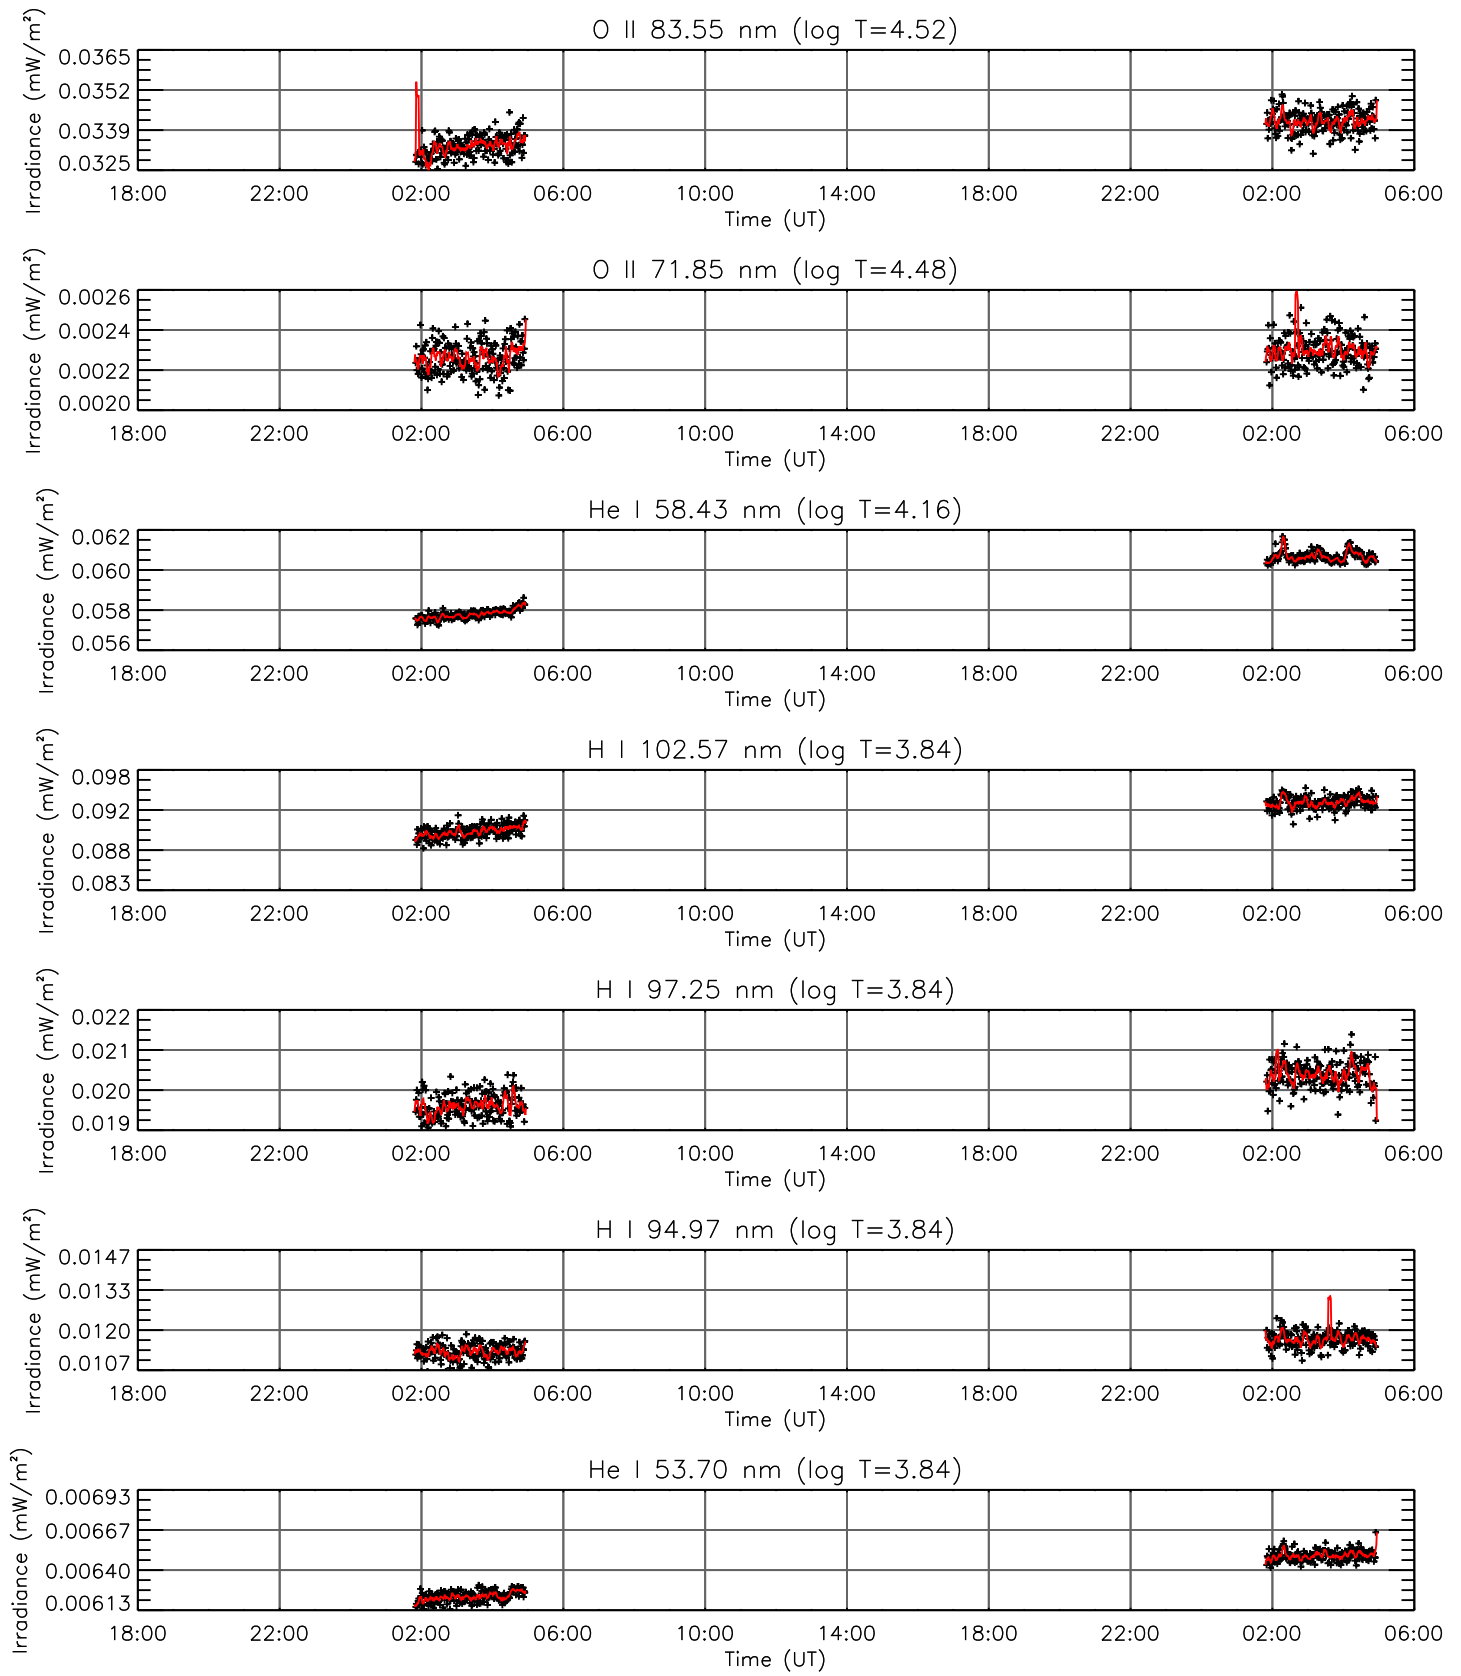 O II 83.55 nm (log T=4.52)
Irradiance (mW/m²)
0.0365
0.0352
0.0339
0.0325
18:00 22:00 02:00 06:00 10:00 14:00 18:00 22:00 02:00 06:00
Time (UT)
O II 71.85 nm (log T=4.48)
Irradiance (mW/m²)
0.0026
0.0024
0.0022
0.0020
18:00 22:00 02:00 06:00 10:00 14:00 18:00 22:00 02:00 06:00
Time (UT)
He I 58.43 nm (log T=4.16)
Irradiance (mW/m²)
0.062
0.060
0.058
0.056
18:00 22:00 02:00 06:00 10:00 14:00 18:00 22:00 02:00 06:00
Time (UT)
H I 102.57 nm (log T=3.84)
Irradiance (mW/m²)
0.098
0.092
0.088
0.083
18:00 22:00 02:00 06:00 10:00 14:00 18:00 22:00 02:00 06:00
Time (UT)
H I 97.25 nm (log T=3.84)
Irradiance (mW/m²)
0.022
0.021
0.020
0.019
18:00 22:00 02:00 06:00 10:00 14:00 18:00 22:00 02:00 06:00
Time (UT)
H I 94.97 nm (log T=3.84)
Irradiance (mW/m²)
0.0147
0.0133
0.0120
0.0107
18:00 22:00 02:00 06:00 10:00 14:00 18:00 22:00 02:00 06:00
Time (UT)
He I 53.70 nm (log T=3.84)
Irradiance (mW/m²)
0.00693
0.00667
0.00640
0.00613
18:00 22:00 02:00 06:00 10:00 14:00 18:00 22:00 02:00 06:00
Time (UT)